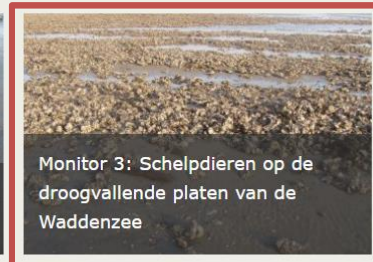 Monitor 3: Schelpdieren op de
droogvallende platen van de
Waddenzee